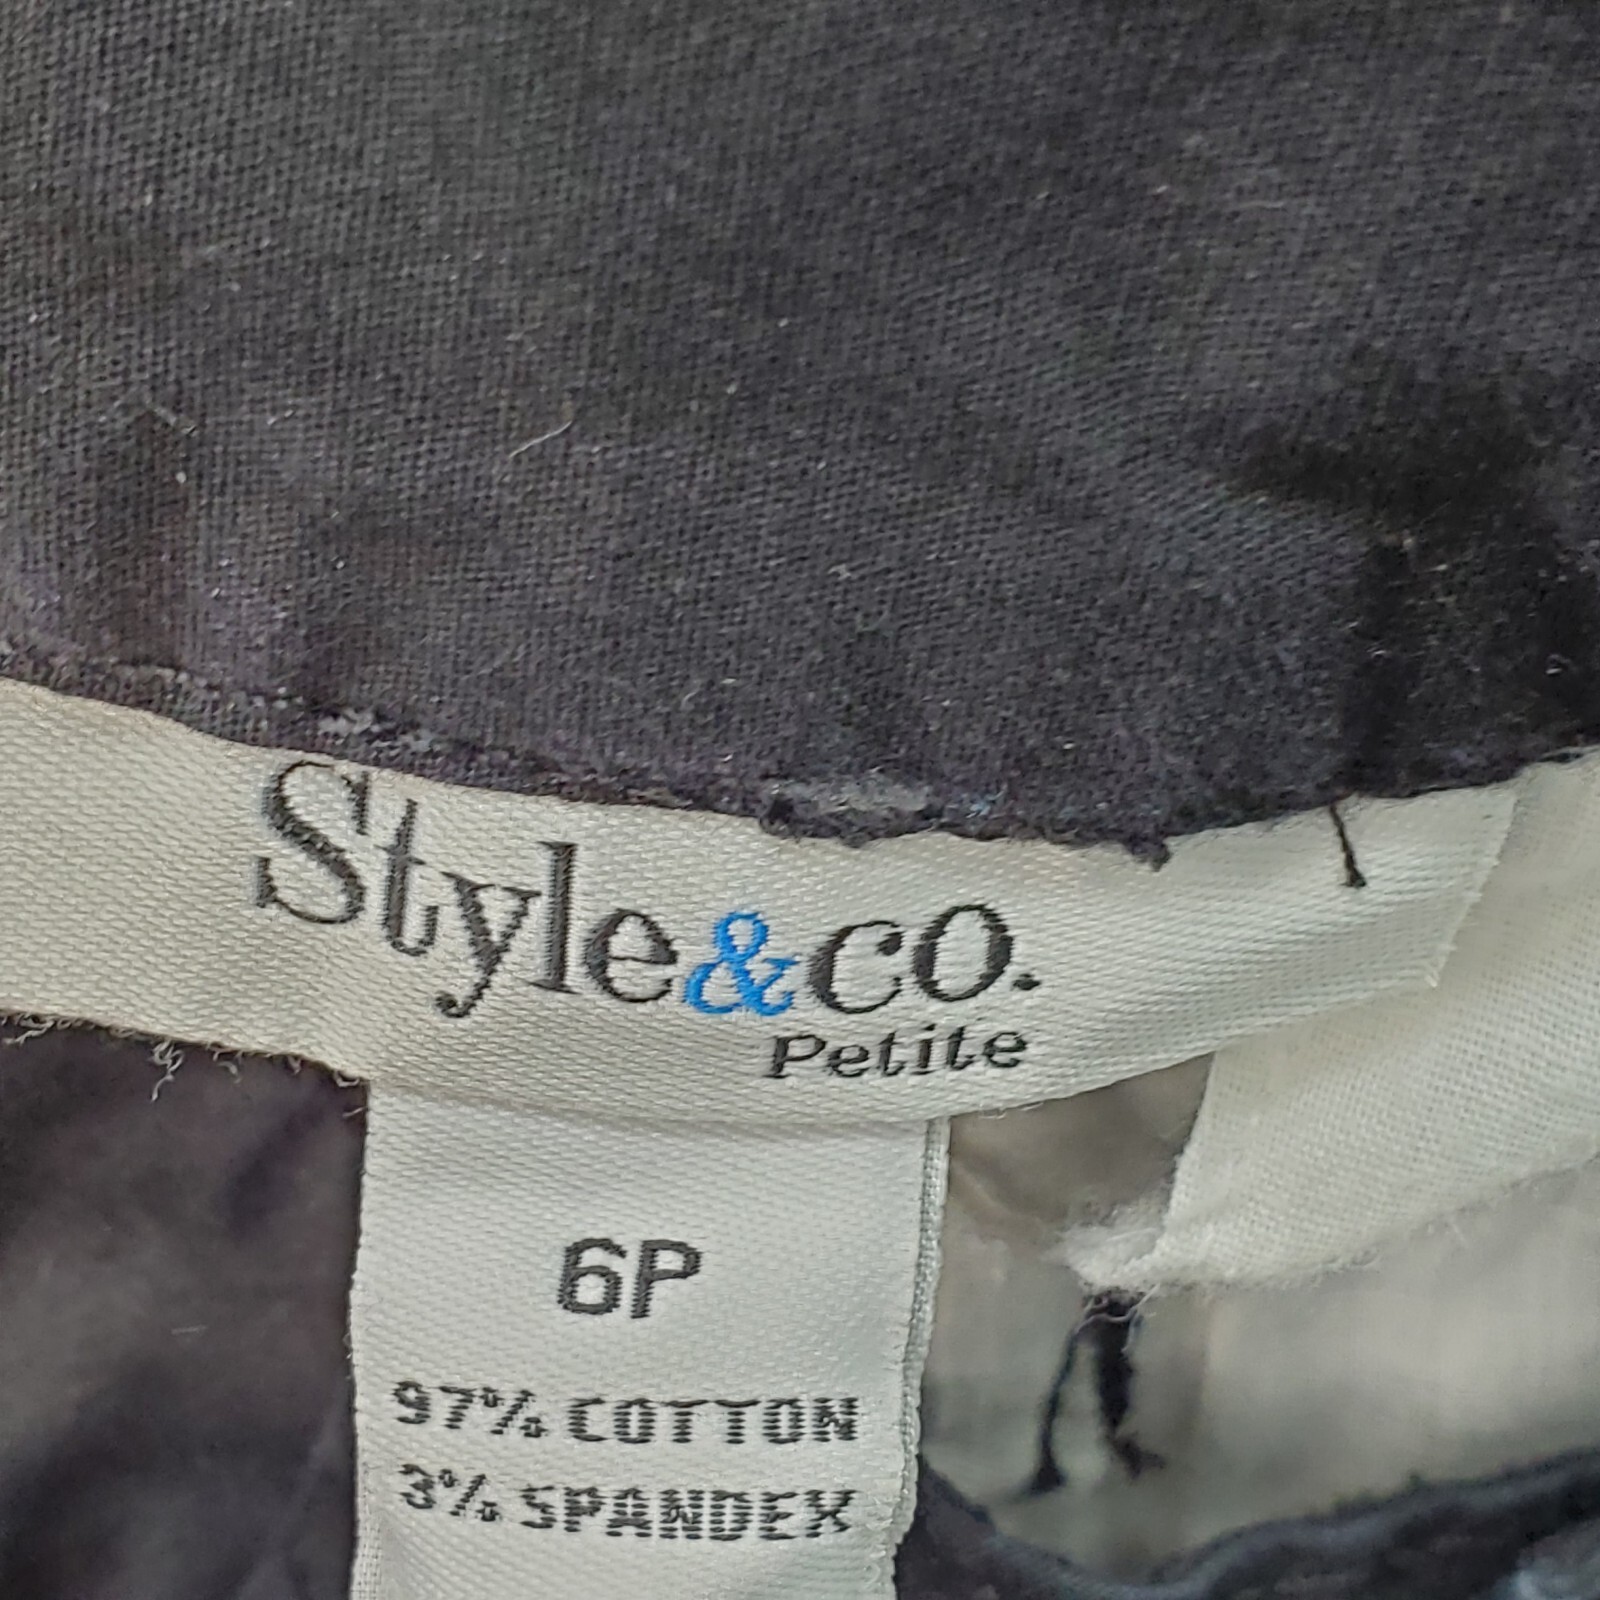 Style&co.
Petite
6P
97% COTTON
3% SPANDEX